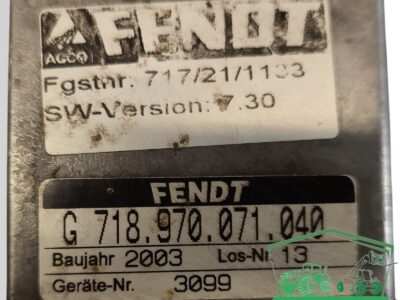 AGCO FENDT
Fgstnr: 717/21/1133
SW-Version: 7.30
FENDT
G 718.970.071.040
Baujahr 2003 Los-Nr. 13
Geräte-Nr. 3099